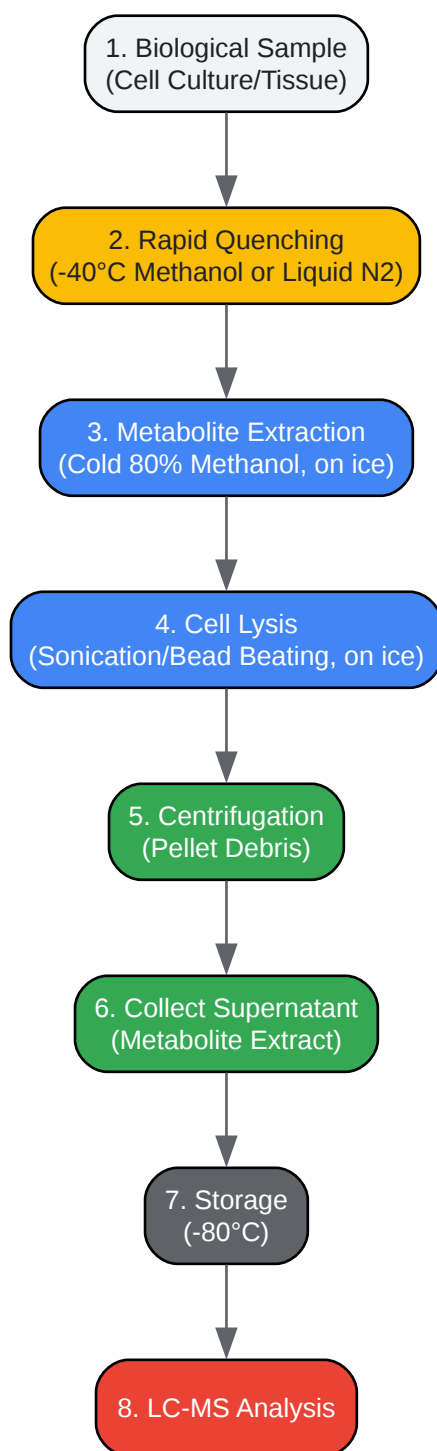 1. Biological Sample
(Cell Culture/Tissue)
2. Rapid Quenching
(-40°C Methanol or Liquid N2)
3. Metabolite Extraction
(Cold 80% Methanol, on ice)
4. Cell Lysis
(Sonication/Bead Beating, on ice)
5. Centrifugation
(Pellet Debris)
6. Collect Supernatant
(Metabolite Extract)
7. Storage
(-80°C)
8. LC-MS Analysis